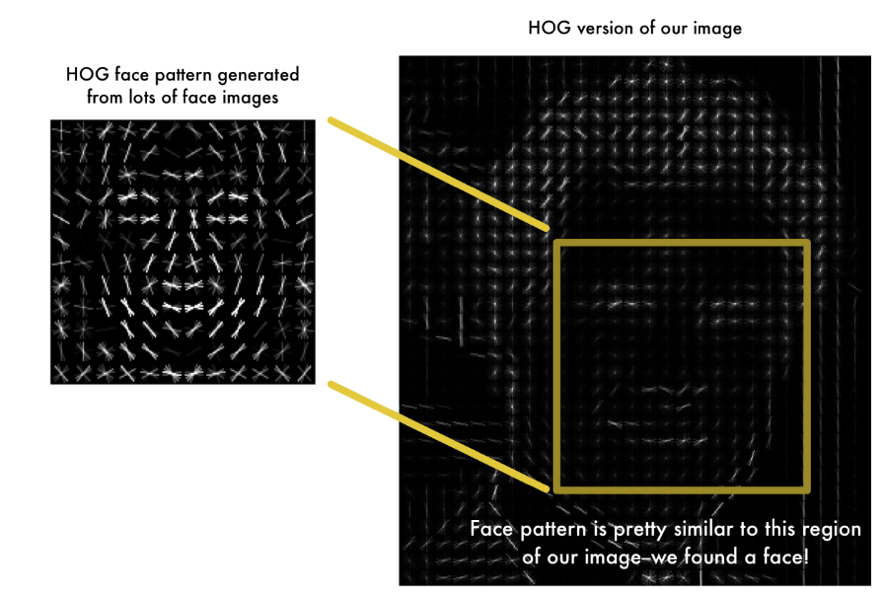 HOG version of our image
HOG face pattern generated
from lots of face images
Face pattern is pretty similar to this region
of our image–we found a face!